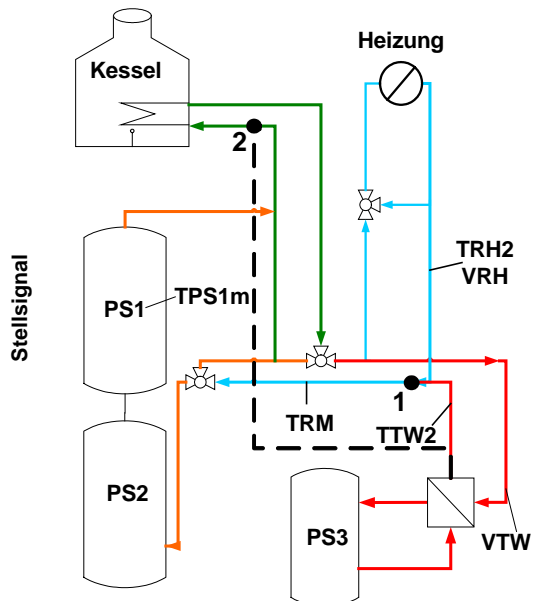 Heizung
Kessel
2
TRH2
VRH
PS1
TPS1m
Stellsignal
1
TRM
TTW2
PS2
PS3
VTW